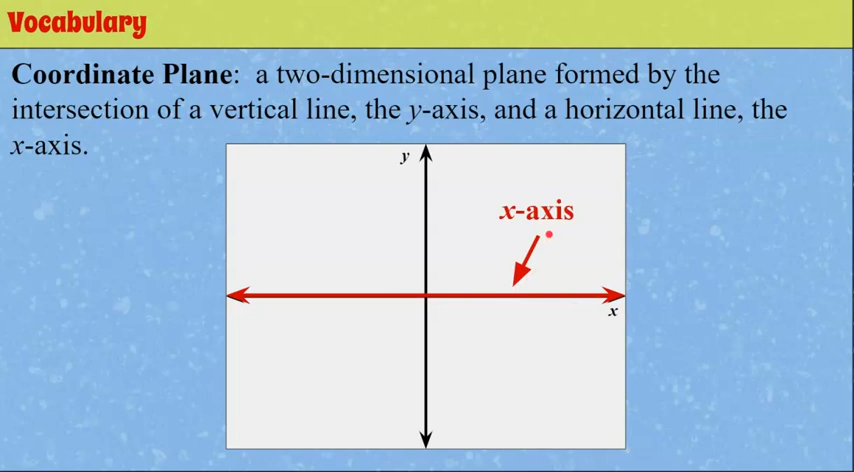 Vocabulary
Coordinate Plane: a two-dimensional plane formed by the
intersection of a vertical line, the y-axis, and a horizontal line, the
x-axis.
y
x-axis
x